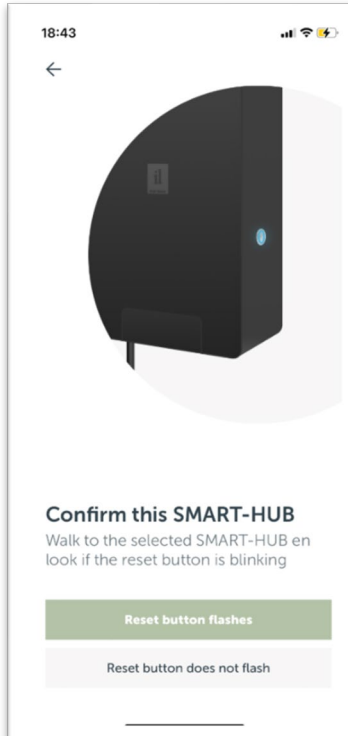 18:43
Confirm this SMART-HUB
Walk to the selected SMART-HUB en
look if the reset button is blinking
Reset button flashes
Reset button does not flash